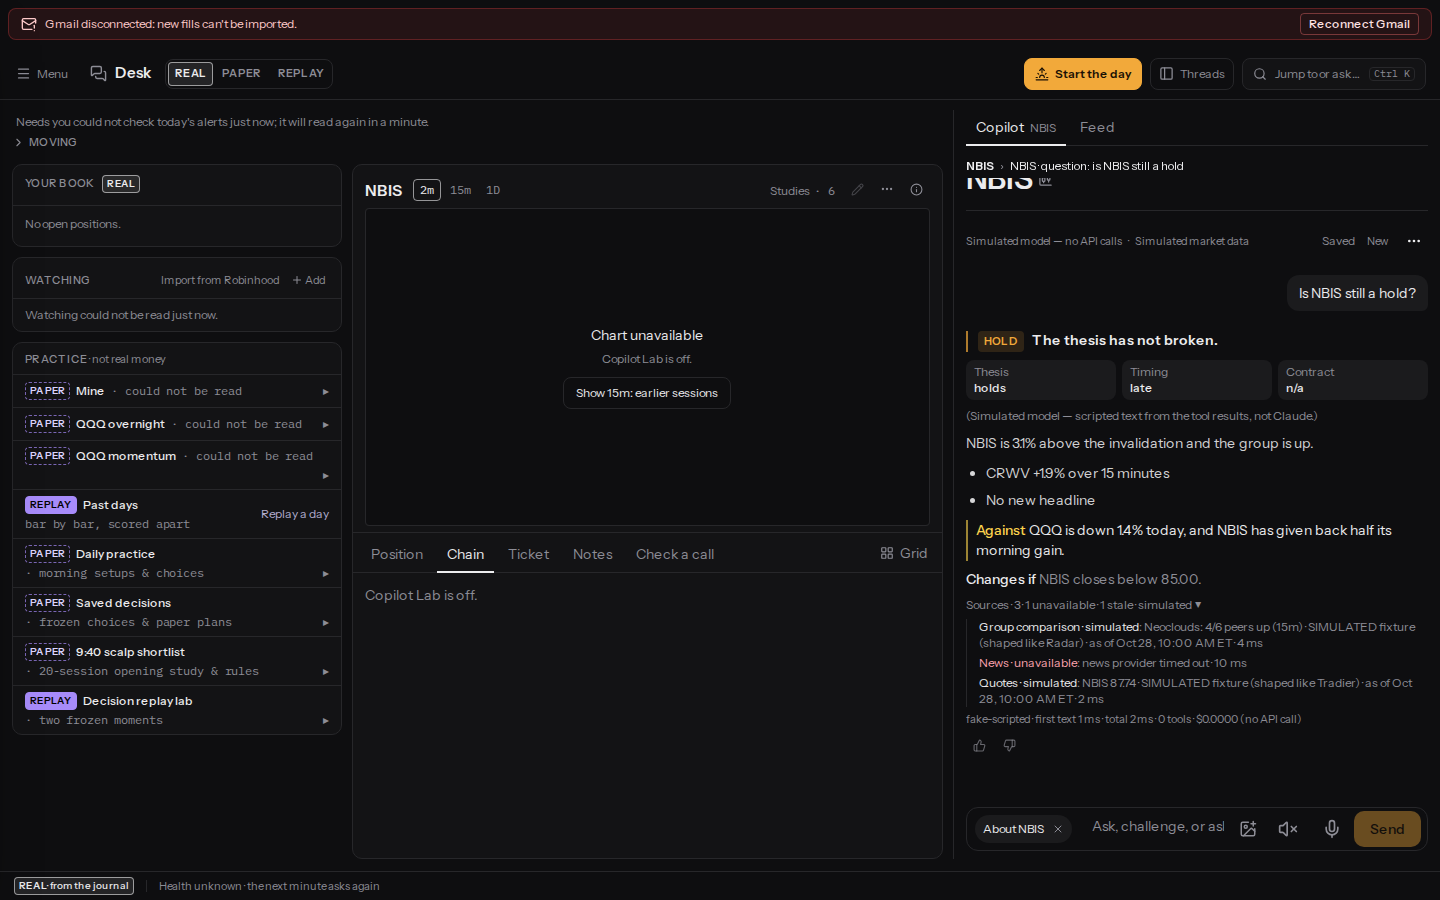 Gmail disconnected: new fills can't be imported.
Reconnect Gmail
Menu
Desk
REAL PAPER REPLAY
Start the day
Threads
Jump to or ask... Ctrl K
Needs you could not check today's alerts just now; it will read again in a minute.
MOVING
YOUR BOOK REAL
No open positions.
WATCHING Import from Robinhood + Add
Watching could not be read just now.
PRACTICE · not real money
PAPER Mine · could not be read
PAPER QQQ overnight · could not be read
PAPER QQQ momentum · could not be read
REPLAY Past days
bar by bar, scored apart
Replay a day
PAPER Daily practice
· morning setups & choices
PAPER Saved decisions
· frozen choices & paper plans
PAPER 9:40 scalp shortlist
· 20-session opening study & rules
REPLAY Decision replay lab
· two frozen moments
NBIS 2m 15m 1D
Studies · 6
Chart unavailable
Copilot Lab is off.
Show 15m: earlier sessions
Position Chain Ticket Notes Check a call
Grid
Copilot Lab is off.
Copilot NBIS Feed
NBIS › NBIS · question: is NBIS still a hold
NBIS
Simulated model — no API calls · Simulated market data
Saved New
Is NBIS still a hold?
HOLD The thesis has not broken.
Thesis
holds
Timing
late
Contract
n/a
(Simulated model — scripted text from the tool results, not Claude.)
NBIS is 3.1% above the invalidation and the group is up.
• CRWV +1.9% over 15 minutes
• No new headline
Against QQQ is down 1.4% today, and NBIS has given back half its
morning gain.
Changes if NBIS closes below 85.00.
Sources · 3 · 1 unavailable · 1 stale · simulated ▾
Group comparison · simulated: Neoclouds: 4/6 peers up (15m) · SIMULATED fixture
(shaped like Radar) · as of Oct 28, 10:00 AM ET · 4 ms
News · unavailable: news provider timed out · 10 ms
Quotes · simulated: NBIS 87.74 · SIMULATED fixture (shaped like Tradier) · as of Oct
28, 10:00 AM ET · 2 ms
fake-scripted · first text 1 ms · total 2 ms · 0 tools · $0.0000 (no API call)
About NBIS ×
Ask, challenge, or asl
Send
REAL · from the journal
Health unknown · the next minute asks again